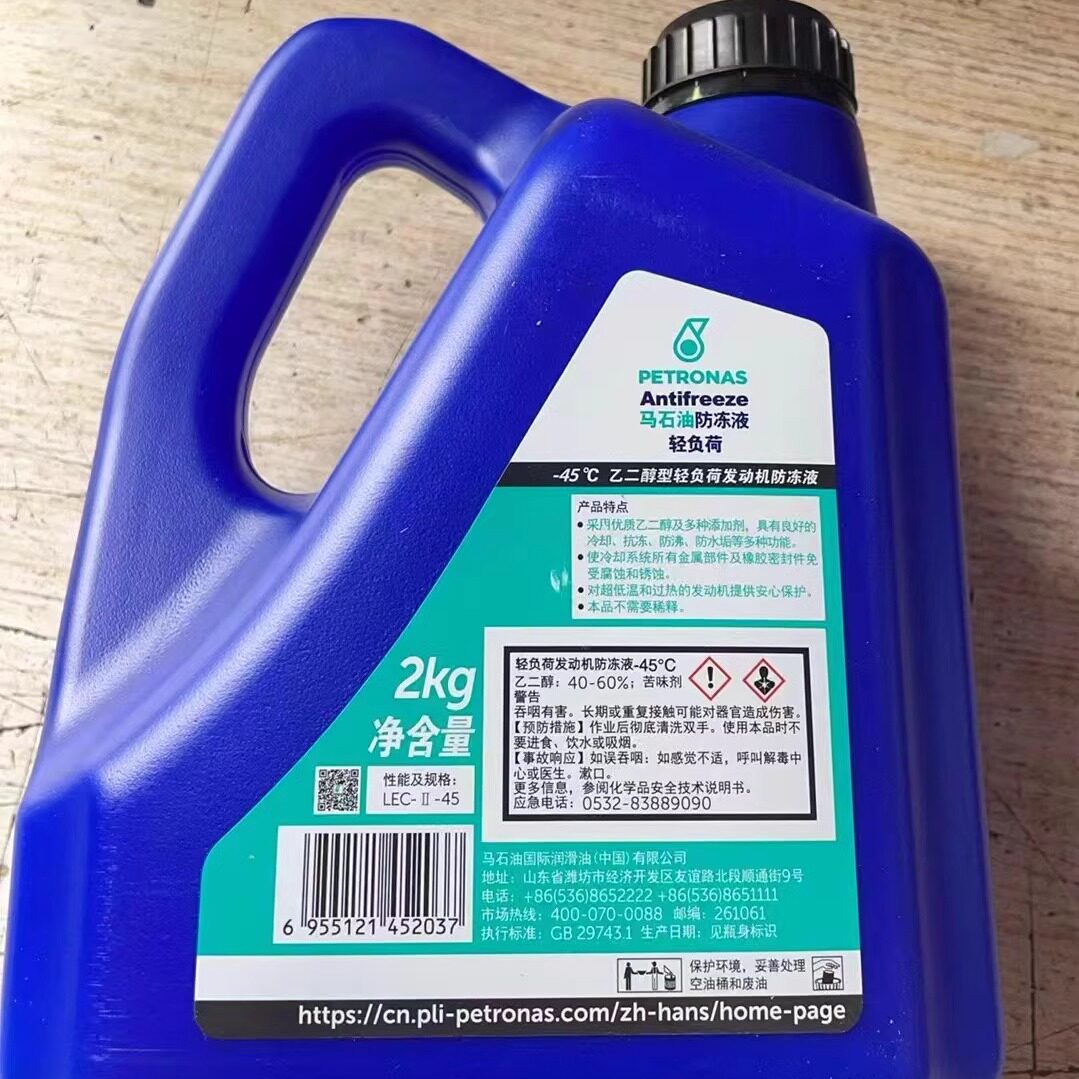 PETRONAS
Antifreeze
马石油防冻液
轻负荷
-45℃ 乙二醇型轻负荷发动机防冻液
产品特点
• 采用优质乙二醇及多种添加剂，具有良好的
冷却、抗冻、防沸、防水垢等多种功能。
• 使冷却系统所有金属部件及橡胶密封件免
受腐蚀和锈蚀。
• 对超低温和过热的发动机提供安心保护。
• 本品不需要稀释。
2kg
净含量
性能及规格：
LEC-Ⅱ-45
轻负荷发动机防冻液-45℃
乙二醇：40-60%；苦味剂
警告
吞咽有害。长期或重复接触可能对器官造成伤害。
【预防措施】作业后彻底清洗双手。使用本品时不
要进食、饮水或吸烟。
【事故响应】如误吞咽：如感觉不适，呼叫解毒中
心或医生。漱口。
更多信息，参阅化学品安全技术说明书。
应急电话：0532-83889090
6 955121 452037
马石油国际润滑油（中国）有限公司
地址：山东省潍坊市经济开发区友谊路北段顺通街9号
电话：+86(536)8652222 +86(536)8651111
市场热线：400-070-0088 邮编：261061
执行标准：GB 29743.1 生产日期：见瓶身标识
保护环境，妥善处理
空油桶和废油
https://cn.pli-petronas.com/zh-hans/home-page